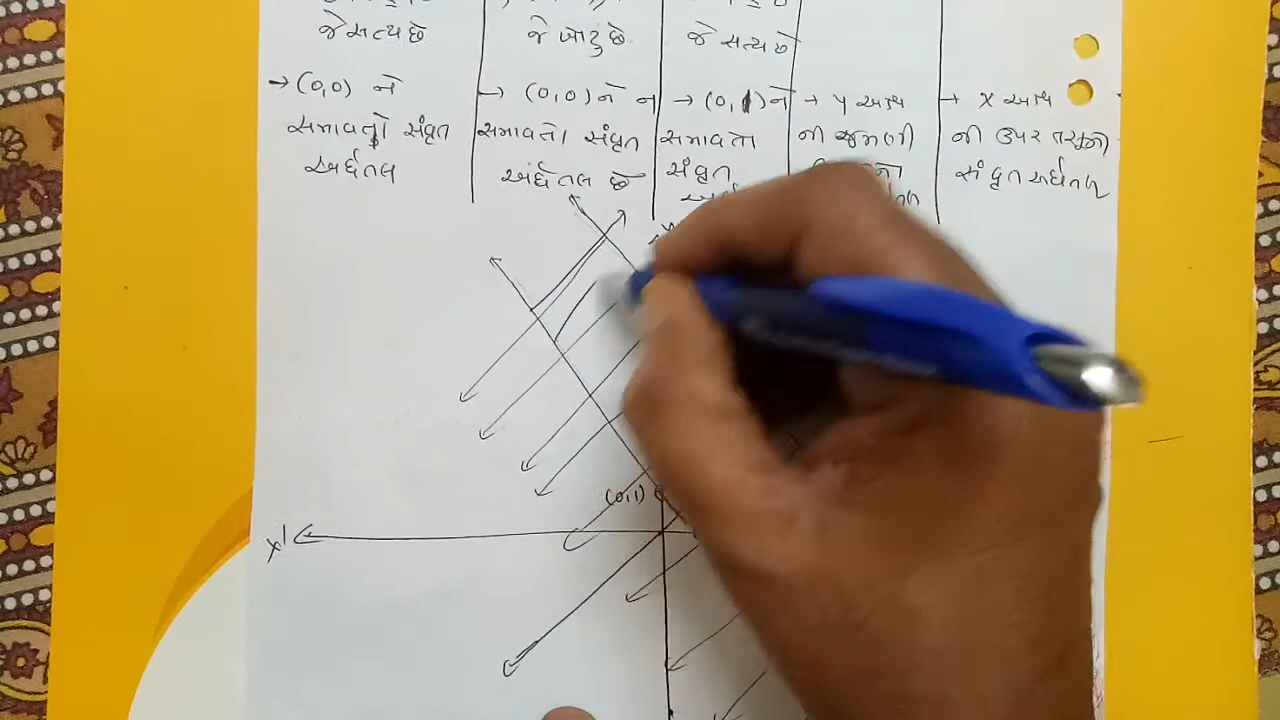 જે સત્ય છે
જે ખોટુ છે.
જે સત્ય છે
→ (0,0) ને
સમાવતો સંવૃત
અર્ધતલ
→ (0,0) ને ન
સમાવતો સંવૃત
અર્ધતલ છે
→ (0,1) ને
સમાવતો
સંવૃત
→ y અક્ષ
ની જમણી
→ x અક્ષ
ની ઉપર તરફનો
સંવૃત અર્ધતલ
(0,1)
x'